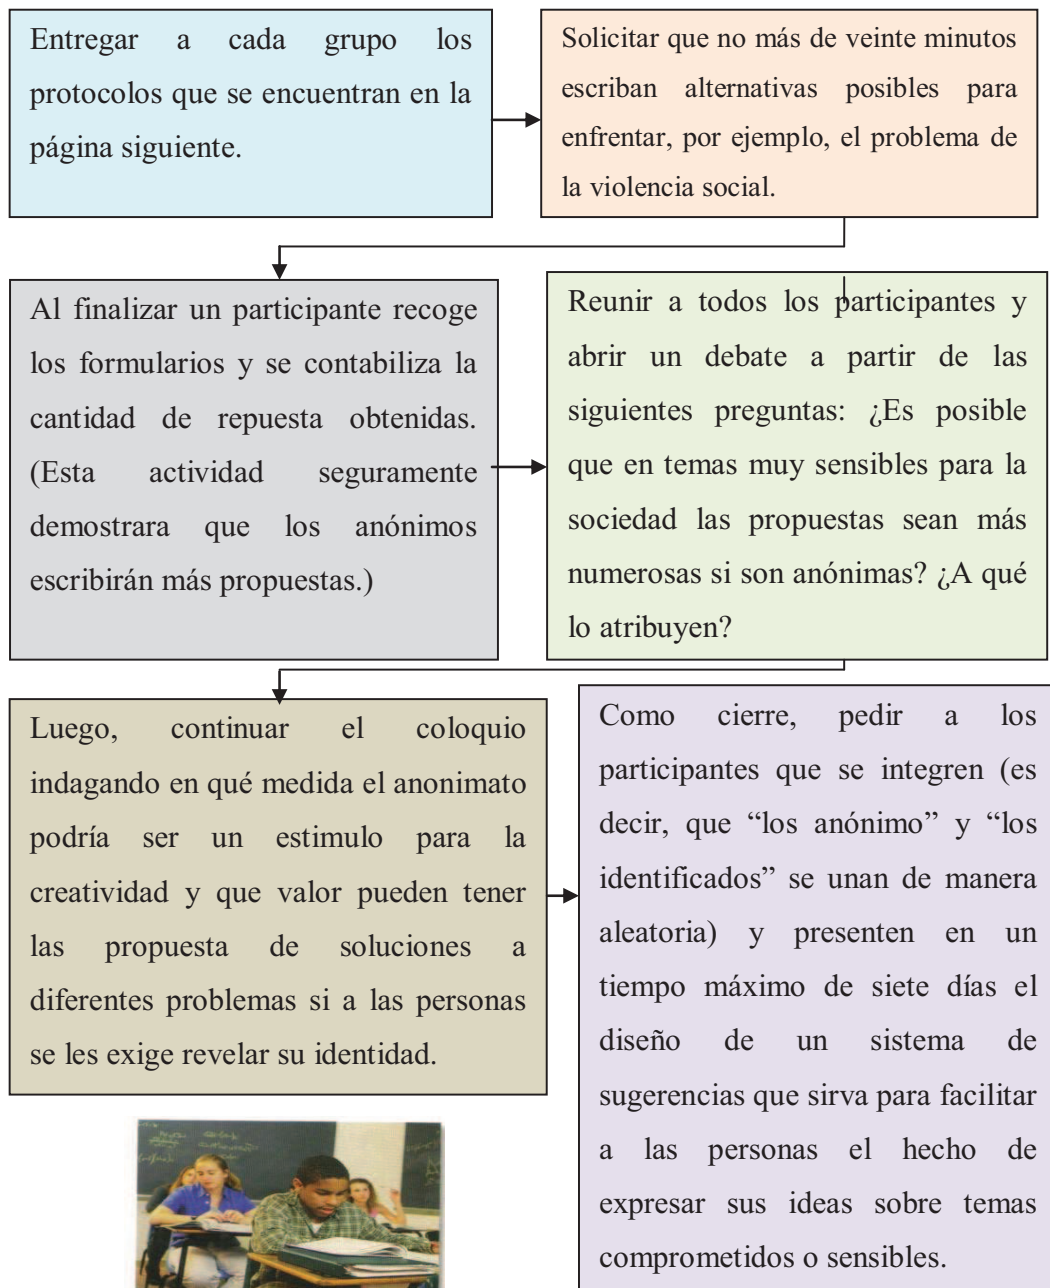 Entregar a cada grupo los
protocolos que se encuentran en la
página siguiente.
Solicitar que no más de veinte minutos
escriban alternativas posibles para
enfrentar, por ejemplo, el problema de
la violencia social.
Al finalizar un participante recoge
los formularios y se contabiliza la
cantidad de repuesta obtenidas.
(Esta actividad seguramente
demostrara que los anónimos
escribirán más propuestas.)
Reunir a todos los participantes y
abrir un debate a partir de las
siguientes preguntas: ¿Es posible
que en temas muy sensibles para la
sociedad las propuestas sean más
numerosas si son anónimas? ¿A qué
lo atribuyen?
Luego, continuar el coloquio
indagando en qué medida el anonimato
podría ser un estimulo para la
creatividad y que valor pueden tener
las propuesta de soluciones a
diferentes problemas si a las personas
se les exige revelar su identidad.
Como cierre, pedir a los
participantes que se integren (es
decir, que “los anónimo” y “los
identificados” se unan de manera
aleatoria) y presenten en un
tiempo máximo de siete días el
diseño de un sistema de
sugerencias que sirva para facilitar
a las personas el hecho de
expresar sus ideas sobre temas
comprometidos o sensibles.